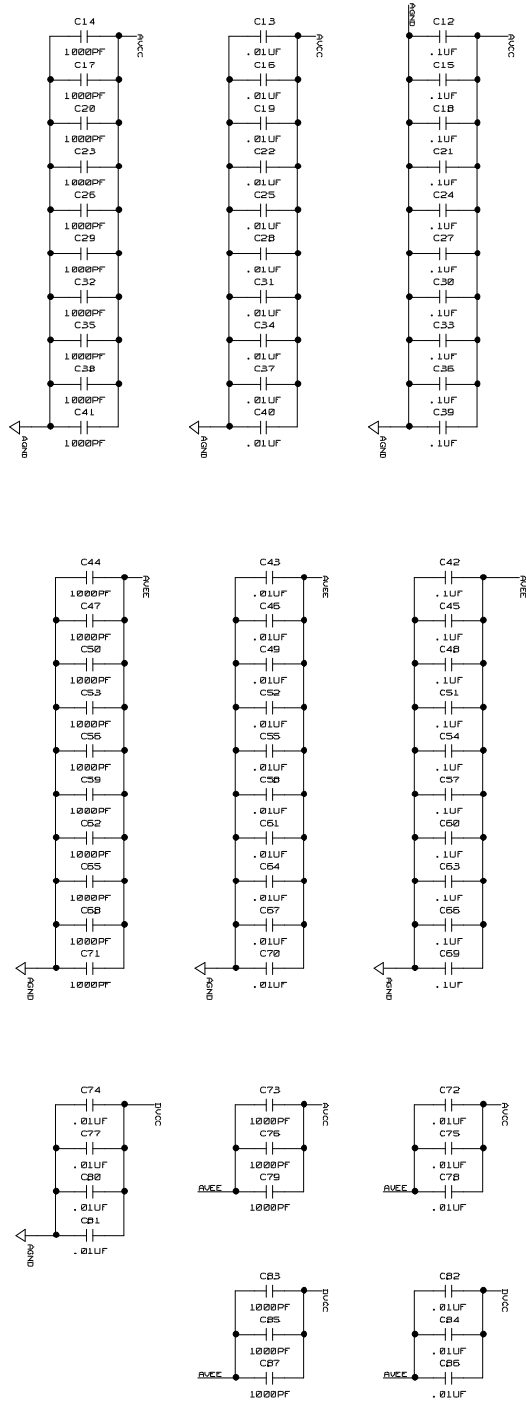 C14
AVCC
1000PF
C17
1000PF
C20
1000PF
C23
1000PF
C26
1000PF
C29
1000PF
C32
1000PF
C35
1000PF
C38
1000PF
C41
1000PF
AGND
C13
AVCC
.01UF
C16
.01UF
C19
.01UF
C22
.01UF
C25
.01UF
C28
.01UF
C31
.01UF
C34
.01UF
C37
.01UF
C40
.01UF
AGND
AGND
C12
AVCC
.1UF
C15
.1UF
C18
.1UF
C21
.1UF
C24
.1UF
C27
.1UF
C30
.1UF
C33
.1UF
C36
.1UF
C39
.1UF
AGND
C44
AVEE
1000PF
C47
1000PF
C50
1000PF
C53
1000PF
C56
1000PF
C59
1000PF
C62
1000PF
C65
1000PF
C68
1000PF
C71
1000PF
AGND
C43
AVEE
.01UF
C46
.01UF
C49
.01UF
C52
.01UF
C55
.01UF
C58
.01UF
C61
.01UF
C64
.01UF
C67
.01UF
C70
.01UF
AGND
C42
AVEE
.1UF
C45
.1UF
C48
.1UF
C51
.1UF
C54
.1UF
C57
.1UF
C60
.1UF
C63
.1UF
C66
.1UF
C69
.1UF
AGND
C74
DVCC
.01UF
C77
.01UF
C80
.01UF
C81
.01UF
AGND
C73
AVCC
1000PF
C76
1000PF
C79
AVEE
1000PF
C72
AVCC
.01UF
C75
.01UF
C78
AVEE
.01UF
C83
DVCC
1000PF
C85
1000PF
C87
AVEE
1000PF
C82
DVCC
.01UF
C84
.01UF
C86
AVEE
.01UF